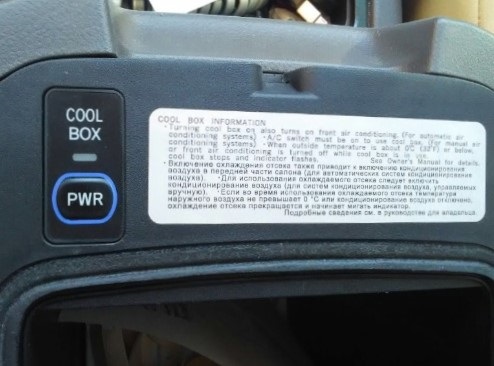 COOL
BOX
PWR
COOL BOX INFORMATION
·Turning cool box on also turns on front air conditioning. (For automatic air
conditioning systems) ·A/C switch must be on to use cool box. (For manual air
conditioning systems) ·When outside temperature is about 0°C (32°F) or below,
or front air conditioning is turned off while cool box is in use,
cool box stops and indicator flashes. See Owner's Manual for details.
·Включение охлаждения отсека также приводит к включению кондиционирования
воздуха в передней части салона (для автоматических систем кондиционирования
воздуха). ·Для использования охлаждаемого отсека следует включить
кондиционирование воздуха (для систем кондиционирования воздуха, управляемых
вручную). ·Если во время использования охлаждаемого отсека температура
наружного воздуха не превышает 0 °C или кондиционирование воздуха отключено,
охлаждение отсека прекращается и начинает мигать индикатор.
Подробные сведения см. в руководстве для владельца.